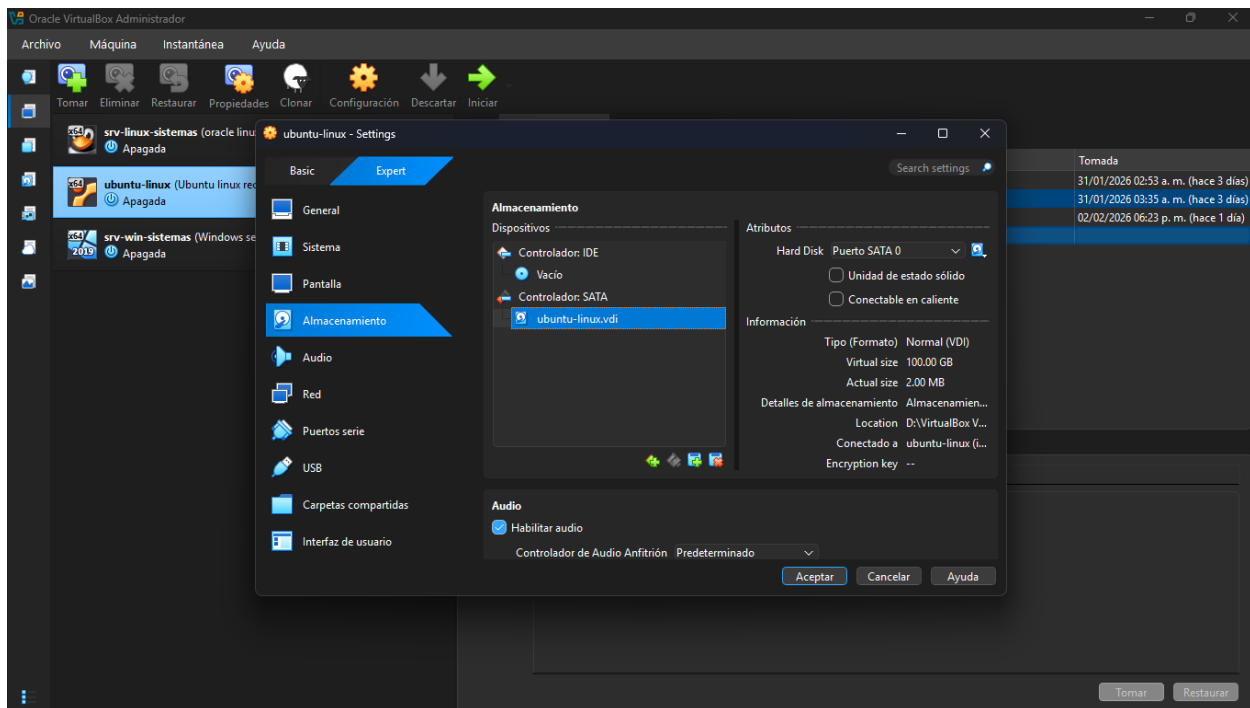 Oracle VirtualBox Administrador
Archivo Máquina Instantánea Ayuda
Tomar Eliminar Restaurar Propiedades Clonar Configuración Descartar Iniciar
srv-linux-sistemas (oracle linu
Apagada
ubuntu-linux (Ubuntu linux rec
Apagada
srv-win-sistemas (Windows se
Apagada
Tomada
31/01/2026 02:53 a. m. (hace 3 días)
31/01/2026 03:35 a. m. (hace 3 días)
02/02/2026 06:23 p. m. (hace 1 día)
ubuntu-linux - Settings
Basic Expert
Search settings
General
Sistema
Pantalla
Almacenamiento
Audio
Red
Puertos serie
USB
Carpetas compartidas
Interfaz de usuario
Almacenamiento
Dispositivos
Controlador: IDE
Vacío
Controlador: SATA
ubuntu-linux.vdi
Atributos
Hard Disk Puerto SATA 0
Unidad de estado sólido
Conectable en caliente
Información
Tipo (Formato) Normal (VDI)
Virtual size 100.00 GB
Actual size 2.00 MB
Detalles de almacenamiento Almacenamien...
Location D:\VirtualBox V...
Conectado a ubuntu-linux (i...
Encryption key --
Audio
Habilitar audio
Controlador de Audio Anfitrión Predeterminado
Aceptar Cancelar Ayuda
Tomar Restaurar